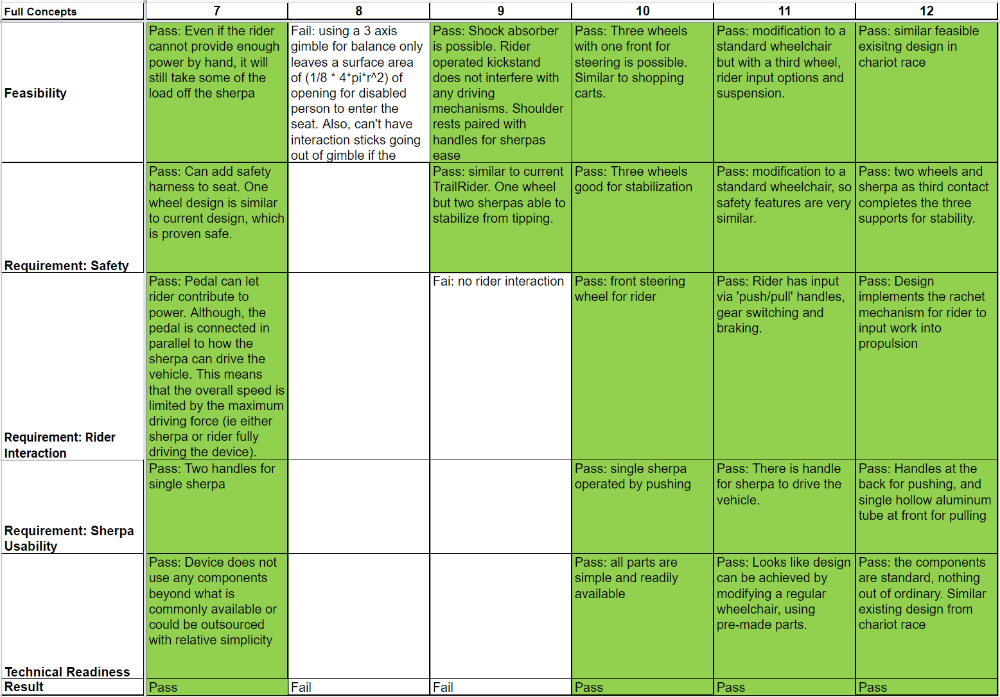 Full Concepts 7 8 9 10 11 12
Feasibility
Pass: Even if the rider
cannot provide enough
power by hand, it will
still take some of the
load off the sherpa
Fail: using a 3 axis
gimble for balance only
leaves a surface area
of (1/8 * 4*pi*r^2) of
opening for disabled
person to enter the
seat. Also, can't have
interaction sticks going
out of gimble if the
Pass: Shock absorber
is possible. Rider
operated kickstand
does not interfere with
any driving
mechanisms. Shoulder
rests paired with
handles for sherpas
ease
Pass: Three wheels
with one front for
steering is possible.
Similar to shopping
carts.
Pass: modification to a
standard wheelchair
but with a third wheel,
rider input options and
suspension.
Pass: similar feasible
exisitng design in
chariot race
Requirement: Safety
Pass: Can add safety
harness to seat. One
wheel design is similar
to current design, which
is proven safe.
Pass: similar to current
TrailRider. One wheel
but two sherpas able to
stabilize from tipping.
Pass: Three wheels
good for stabilization
Pass: modification to a
standard wheelchair, so
safety features are very
similar.
Pass: two wheels and
sherpa as third contact
completes the three
supports for stability.
Requirement: Rider
Interaction
Pass: Pedal can let
rider contribute to
power. Although, the
pedal is connected in
parallel to how the
sherpa can drive the
vehicle. This means
that the overall speed is
limited by the maximum
driving force (ie either
sherpa or rider fully
driving the device).
Fai: no rider interaction
Pass: front steering
wheel for rider
Pass: Rider has input
via 'push/pull' handles,
gear switching and
braking.
Pass: Design
implements the rachet
mechanism for rider to
input work into
propulsion
Requirement: Sherpa
Usability
Pass: Two handles for
single sherpa
Pass: single sherpa
operated by pushing
Pass: There is handle
for sherpa to drive the
vehicle.
Pass: Handles at the
back for pushing, and
single hollow aluminum
tube at front for pulling
Technical Readiness
Pass: Device does not
use any components
beyond what is
commonly available or
could be outsourced
with relative simplicity
Pass: all parts are
simple and readily
available
Pass: Looks like design
can be achieved by
modifying a regular
wheelchair, using
pre-made parts.
Pass: the components
are standard, nothing
out of ordinary. Similar
existing design from
chariot race
Result Pass Fail Fail Pass Pass Pass